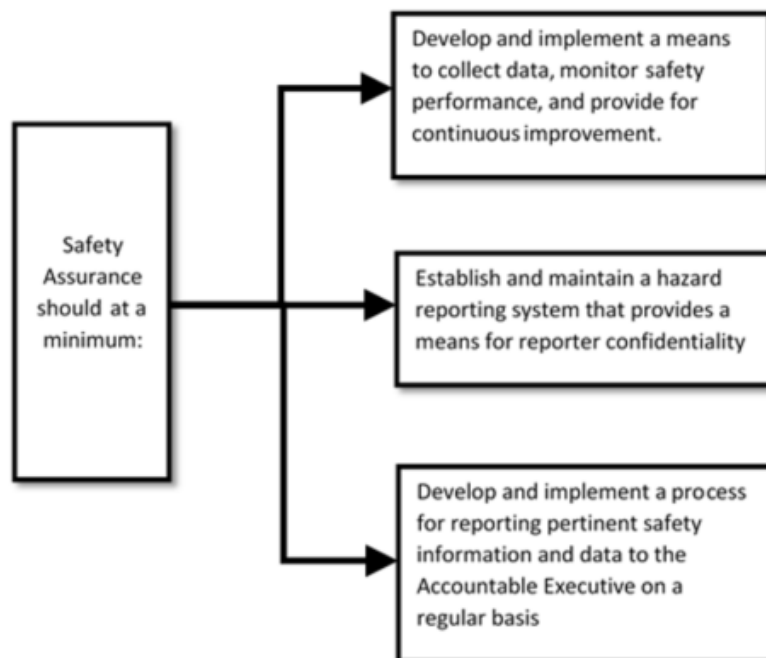 Safety
Assurance
should at a
minimum:
Develop and implement a means
to collect data, monitor safety
performance, and provide for
continuous improvement.
Establish and maintain a hazard
reporting system that provides a
means for reporter confidentiality
Develop and implement a process
for reporting pertinent safety
information and data to the
Accountable Executive on a
regular basis